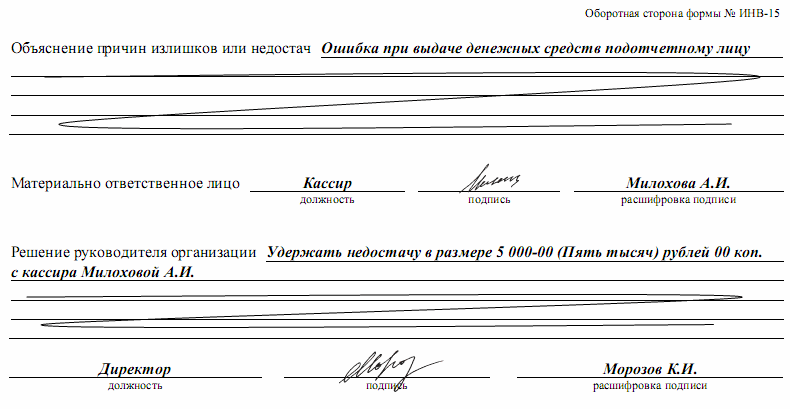 Оборотная сторона формы № ИНВ-15
Объяснение причин излишков или недостач Ошибка при выдаче денежных средств подотчетному лицу
Материально ответственное лицо Кассир Милохова А.И.
должность подпись расшифровка подписи
Решение руководителя организации Удержать недостачу в размере 5 000-00 (Пять тысяч) рублей 00 коп.
с кассира Милоховой А.И.
Директор Морозов К.И.
должность подпись расшифровка подписи